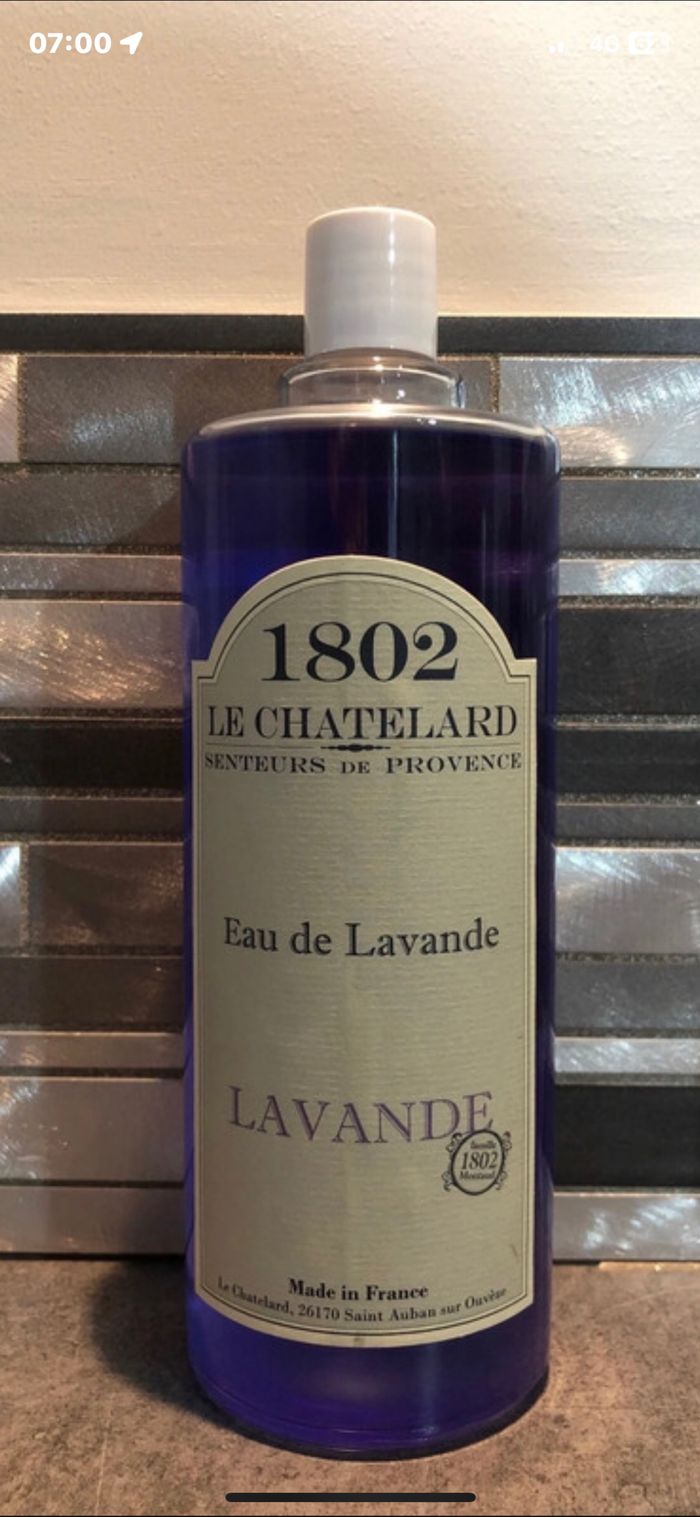 07:00
4G
1802
LE CHATELARD
SENTEURS DE PROVENCE
Eau de Lavande
LAVANDE
1802
Made in France
Le Chatelard, 26170 Saint Auban sur Ouvèze